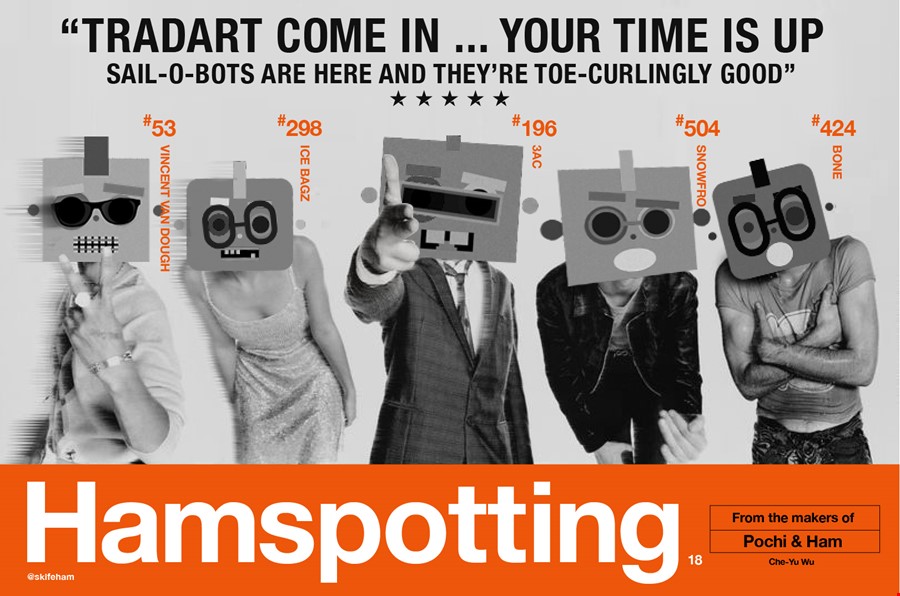 “TRADART COME IN ... YOUR TIME IS UP
SAIL-O-BOTS ARE HERE AND THEY’RE TOE-CURLINGLY GOOD”
★ ★ ★ ★ ★
#53
VINCENT VAN DOUGH
#298
ICE BAGZ
#196
3AC
#504
SNOWFRO
#424
BONE
Hamspotting
18
From the makers of
Pochi & Ham
Che-Yu Wu
@skifeham